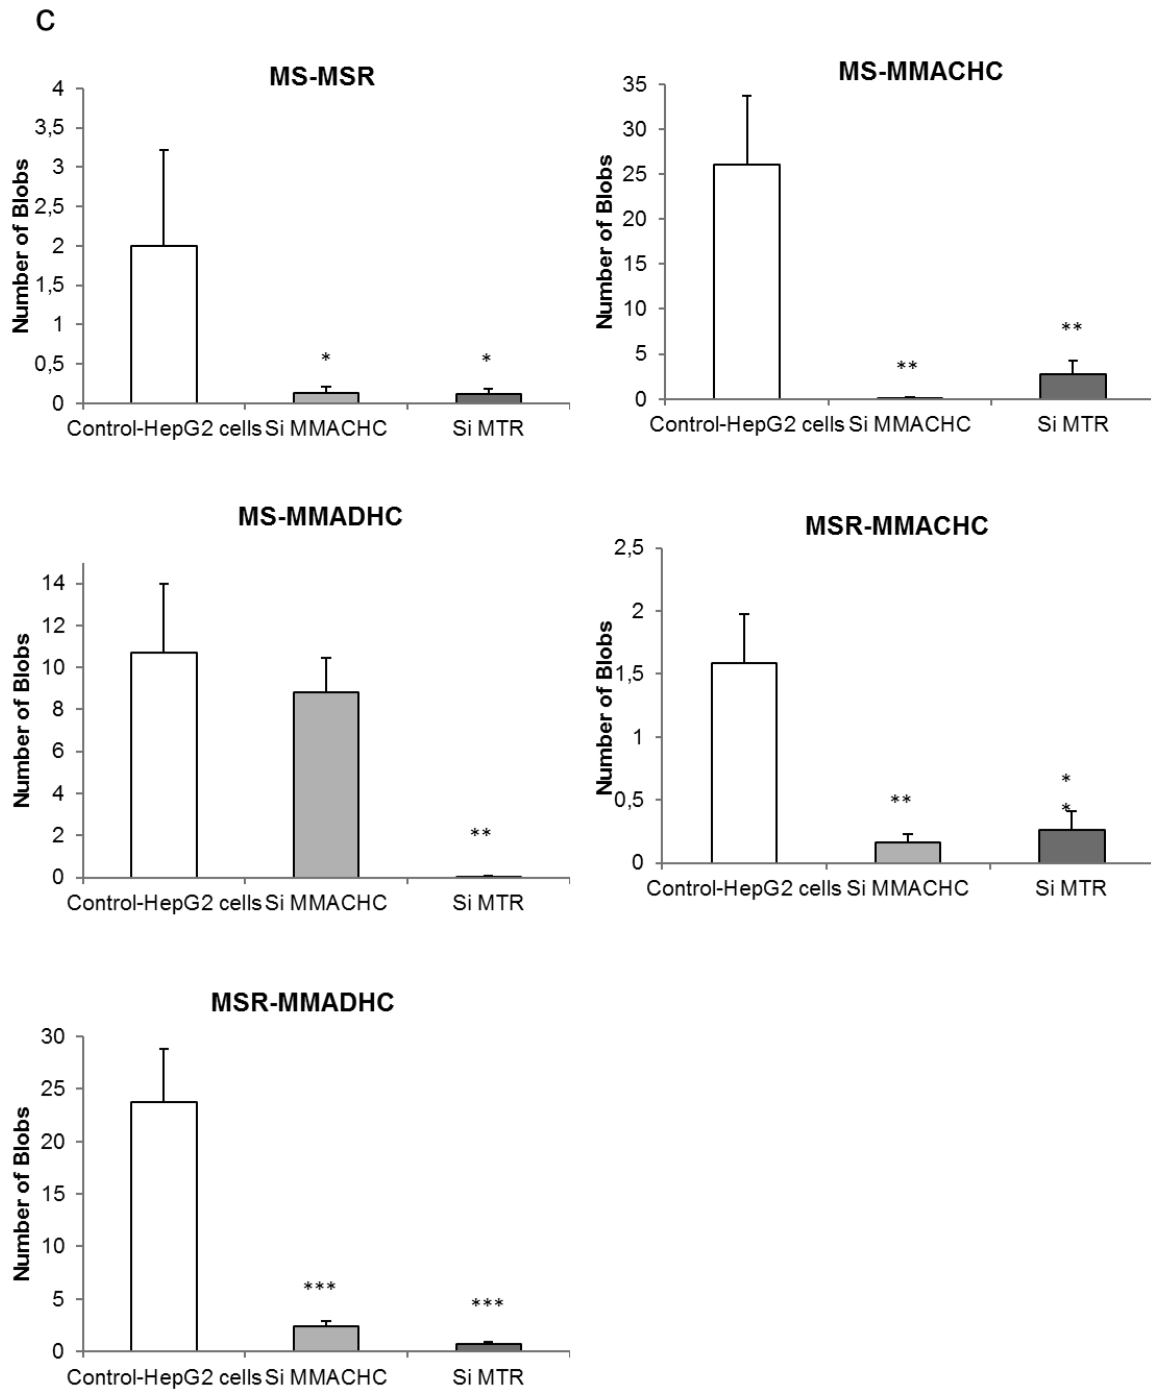 C
MS-MSR
Number of Blobs
4
3,5
3
2,5
2
1,5
1
0,5
0
* *
Control-HepG2 cells Si MMACHC Si MTR
MS-MMACHC
Number of Blobs
35
30
25
20
15
10
5
0
** **
Control-HepG2 cells Si MMACHC Si MTR
MS-MMADHC
Number of Blobs
14
12
10
8
6
4
2
0
**
Control-HepG2 cells Si MMACHC Si MTR
MSR-MMACHC
Number of Blobs
2,5
2
1,5
1
0,5
0
** *
*
Control-HepG2 cells Si MMACHC Si MTR
MSR-MMADHC
Number of Blobs
30
25
20
15
10
5
0
*** ***
Control-HepG2 cells Si MMACHC Si MTR